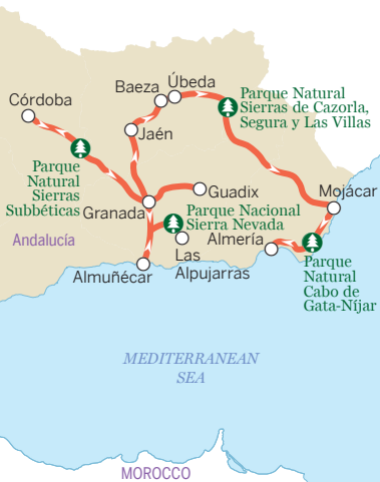 Baeza
Úbeda
Parque Natural
Sierras de Cazorla,
Segura y Las Villas
Córdoba
Jaén
Parque
Natural
Sierras
Subbéticas
Guadix
Mojácar
Granada
Parque Nacional
Sierra Nevada
Andalucía
Almería
Las
Alpujarras
Almuñécar
Parque
Natural
Cabo de
Gata-Níjar
MEDITERRANEAN
SEA
MOROCCO